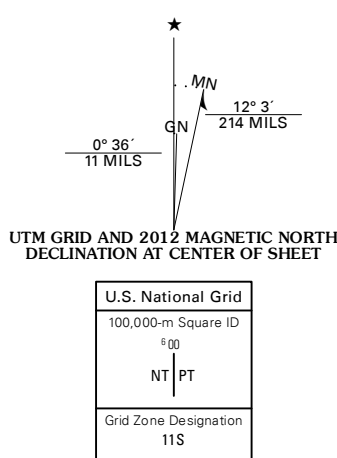 ★
MN
GN
12° 3´
214 MILS
0° 36´
11 MILS
UTM GRID AND 2012 MAGNETIC NORTH
DECLINATION AT CENTER OF SHEET
U.S. National Grid
100,000-m Square ID
6 00
NT PT
Grid Zone Designation
11S